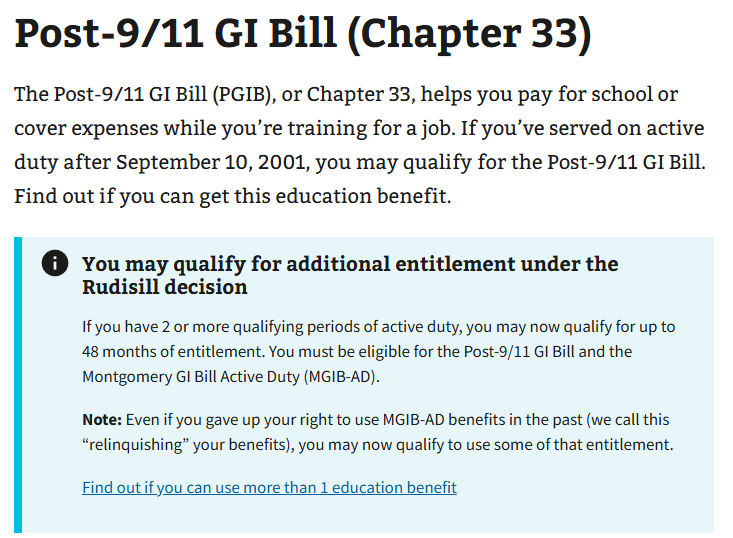 Post-9/11 GI Bill (Chapter 33)
The Post-9/11 GI Bill (PGIB), or Chapter 33, helps you pay for school or
cover expenses while you’re training for a job. If you’ve served on active
duty after September 10, 2001, you may qualify for the Post-9/11 GI Bill.
Find out if you can get this education benefit.
You may qualify for additional entitlement under the
Rudisill decision
If you have 2 or more qualifying periods of active duty, you may now qualify for up to
48 months of entitlement. You must be eligible for the Post-9/11 GI Bill and the
Montgomery GI Bill Active Duty (MGIB-AD).
Note: Even if you gave up your right to use MGIB-AD benefits in the past (we call this
“relinquishing” your benefits), you may now qualify to use some of that entitlement.
Find out if you can use more than 1 education benefit